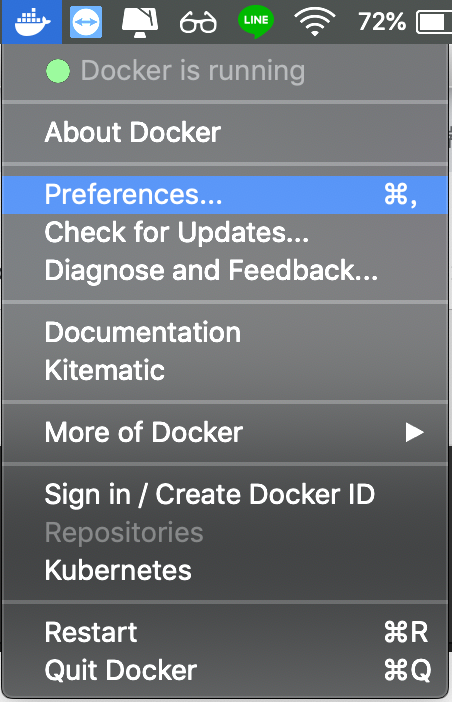 LINE
72%
Docker is running
About Docker
Preferences... ⌘,
Check for Updates...
Diagnose and Feedback...
Documentation
Kitematic
More of Docker
Sign in / Create Docker ID
Repositories
Kubernetes
Restart ⌘R
Quit Docker ⌘Q